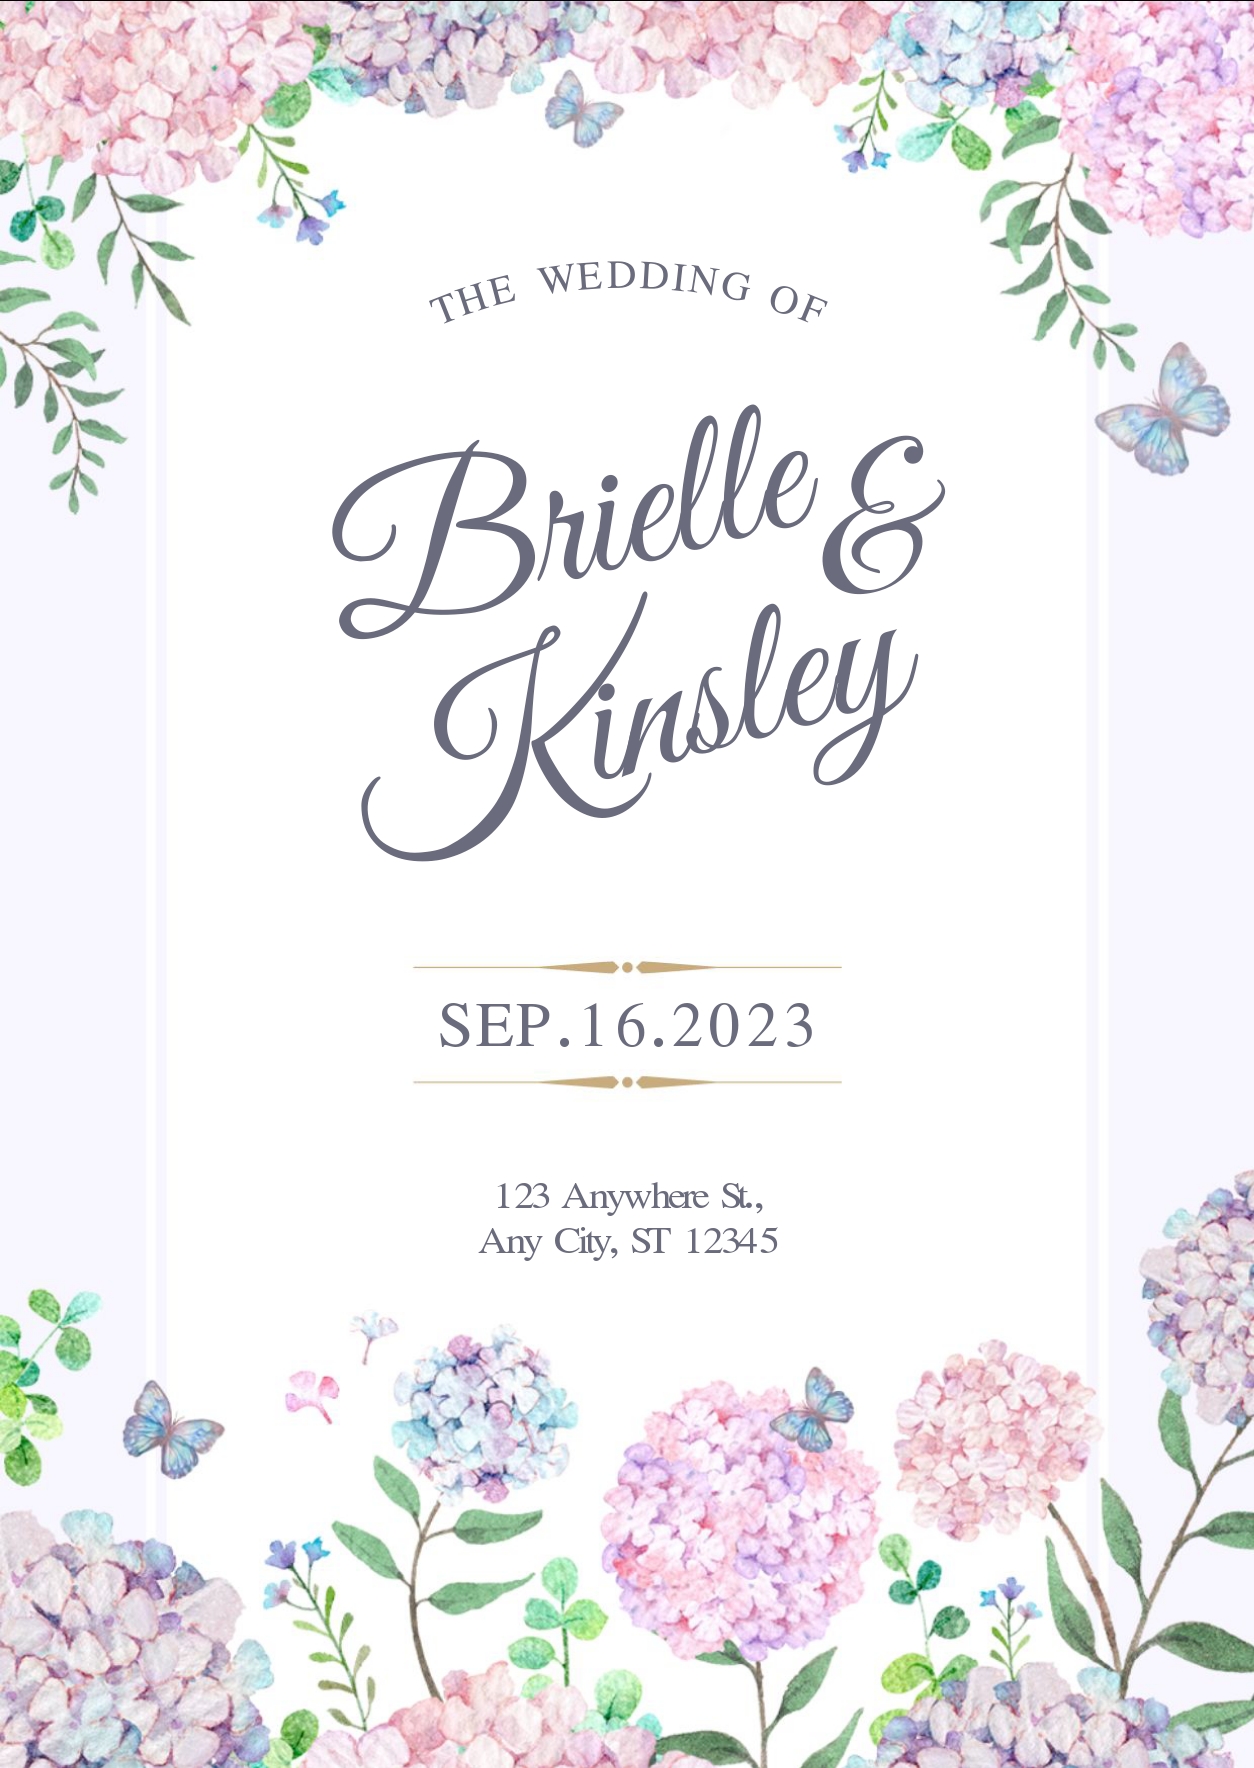 THE WEDDING OF
Brielle &
Kinsley
SEP.16.2023
123 Anywhere St.,
Any City, ST 12345